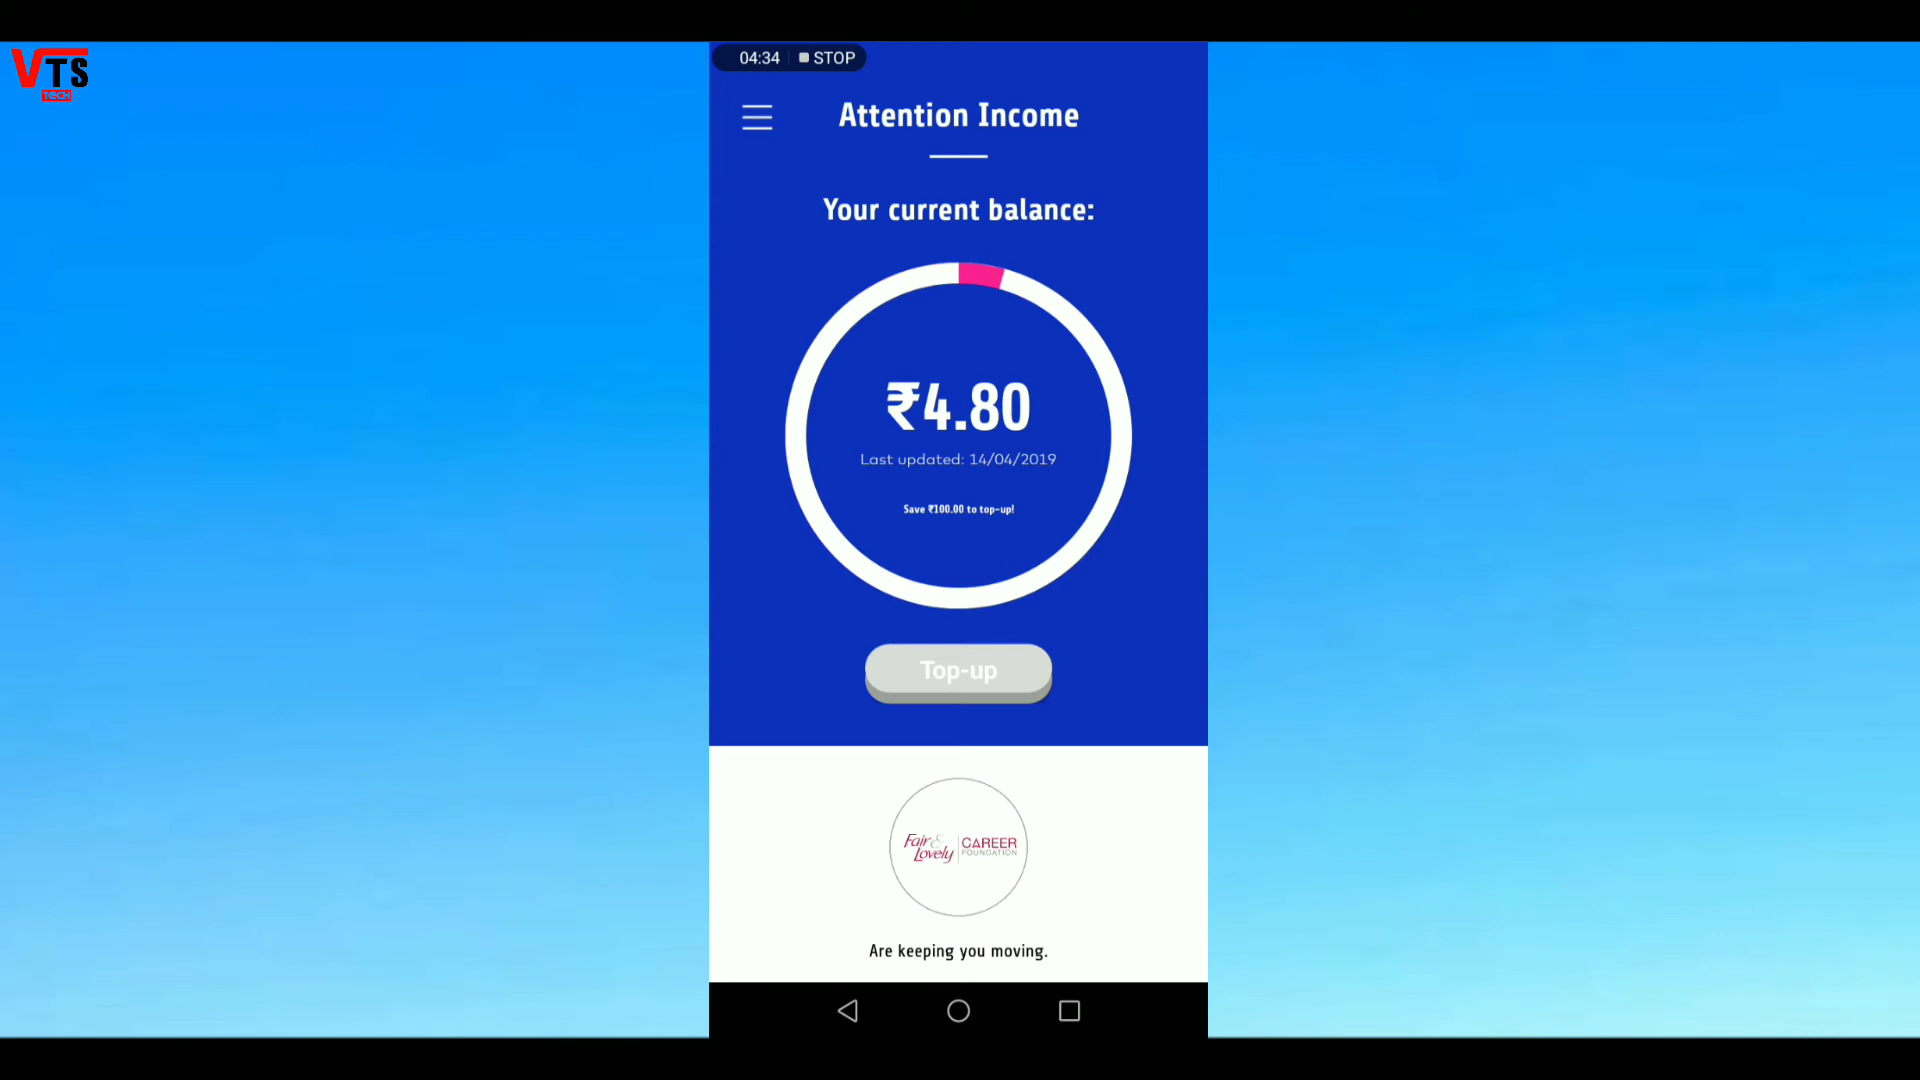 VTS
TECH
04:34 STOP
Attention Income
Your current balance:
₹4.80
Last updated: 14/04/2019
Save ₹100.00 to top-up!
Top-up
Fair & Lovely CAREER FOUNDATION
Are keeping you moving.